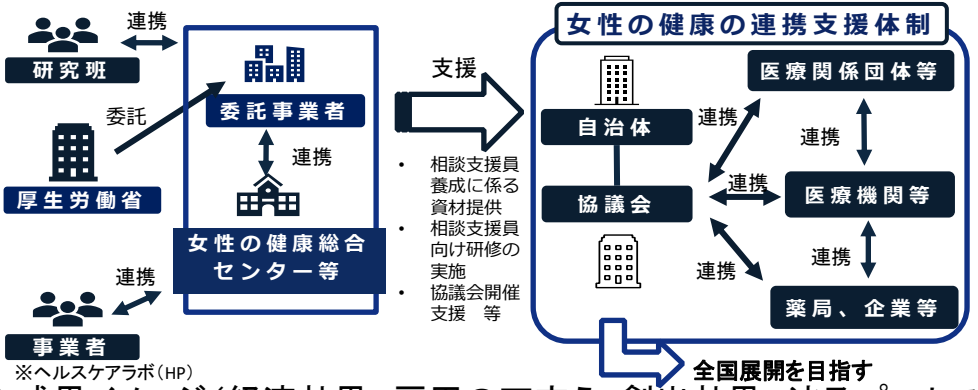 女性の健康の連携支援体制
連携
研究班
委託
厚生労働省
委託事業者
連携
女性の健康総合
センター等
連携
事業者
※ヘルスケアラボ（HP）
支援
・ 相談支援員
養成に係る
資材提供
・ 相談支援員
向け研修の
実施
・ 協議会開催
支援 等
自治体
協議会
連携
連携
連携
医療関係団体等
連携
医療機関等
連携
薬局、企業等
全国展開を目指す